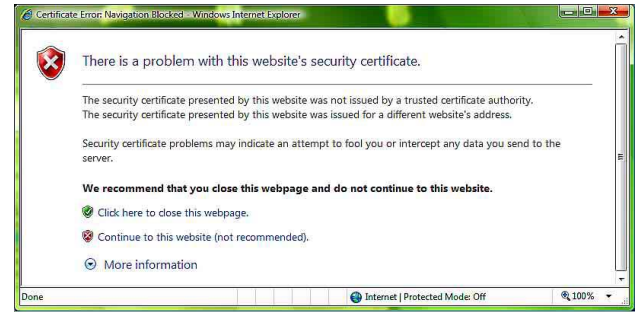 Certificate Error: Navigation Blocked - Windows Internet Explorer
There is a problem with this website's security certificate.
The security certificate presented by this website was not issued by a trusted certificate authority.
The security certificate presented by this website was issued for a different website's address.
Security certificate problems may indicate an attempt to fool you or intercept any data you send to the
server.
We recommend that you close this webpage and do not continue to this website.
Click here to close this webpage.
Continue to this website (not recommended).
More information
Done
Internet | Protected Mode: Off
100%